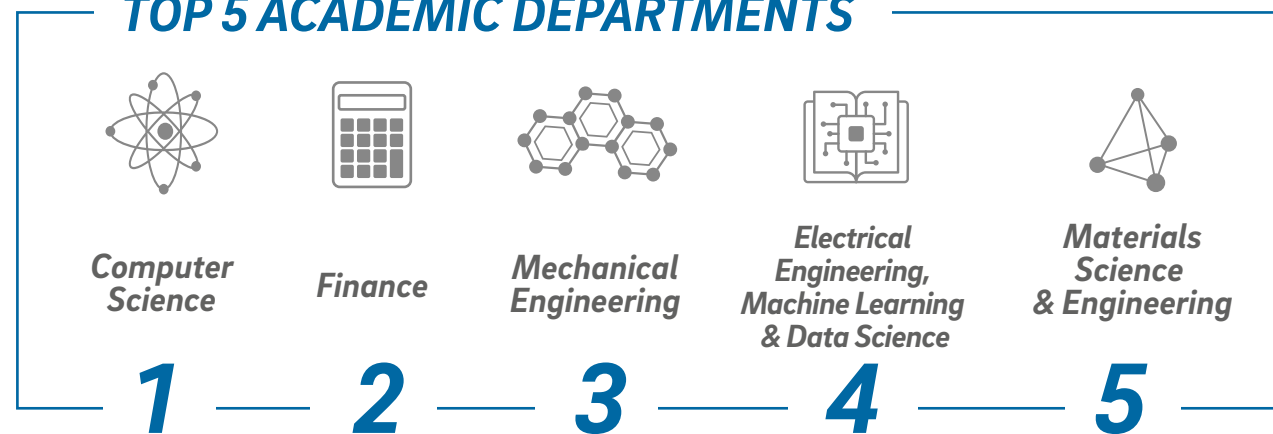 TOP 5 ACADEMIC DEPARTMENTS
Computer
Science
Finance
Mechanical
Engineering
Electrical
Engineering,
Machine Learning
& Data Science
Materials
Science
& Engineering
1
2
3
4
5